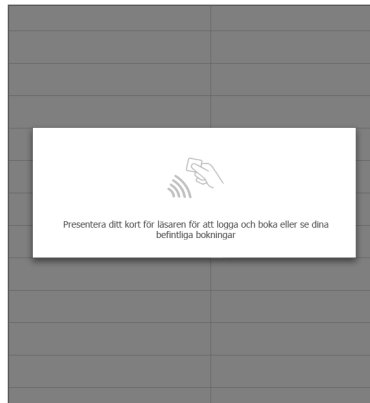 Presentera ditt kort för läsaren för att logga och boka eller se dina
befintliga bokningar